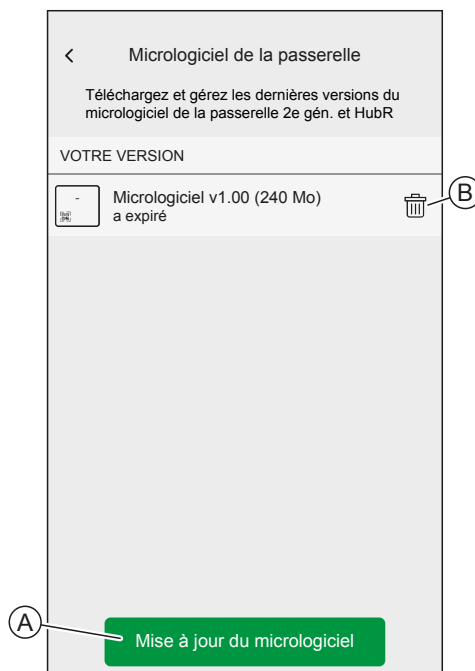 Micrologiciel de la passerelle
Téléchargez et gérez les dernières versions du
micrologiciel de la passerelle 2e gén. et HubR
VOTRE VERSION
Micrologiciel v1.00 (240 Mo)
a expiré
B
A
Mise à jour du micrologiciel